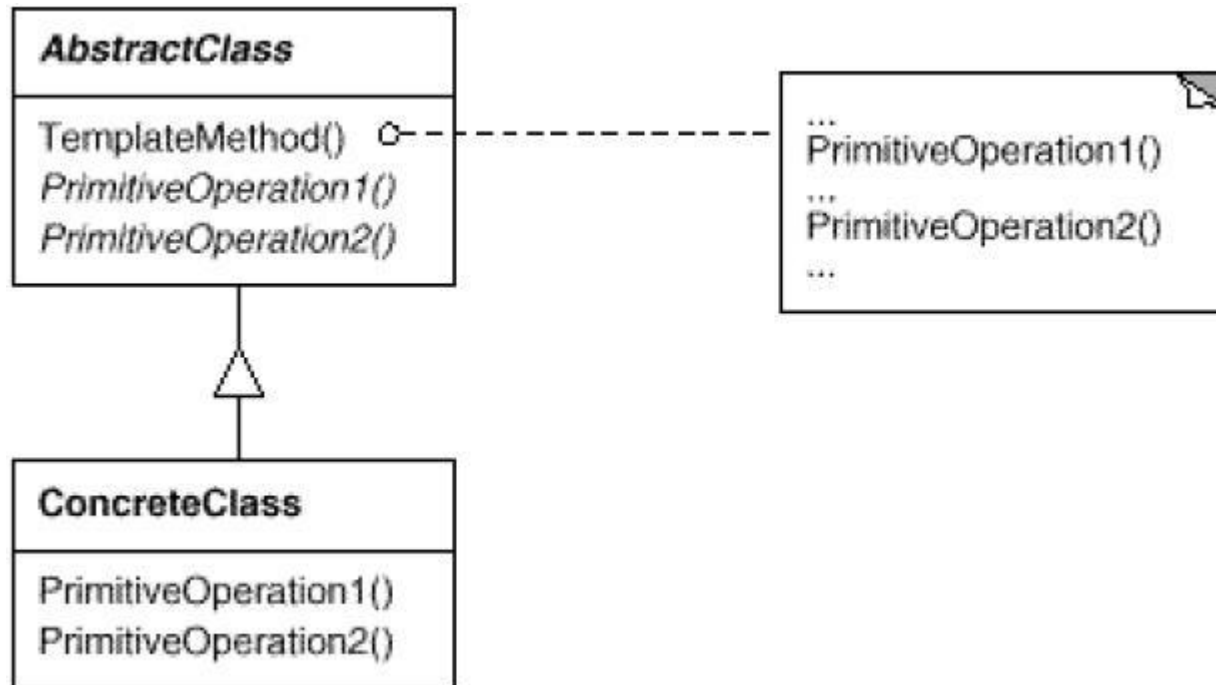 AbstractClass
TemplateMethod()
PrimitiveOperation1()
PrimitiveOperation2()
...
PrimitiveOperation1()
...
PrimitiveOperation2()
...
ConcreteClass
PrimitiveOperation1()
PrimitiveOperation2()